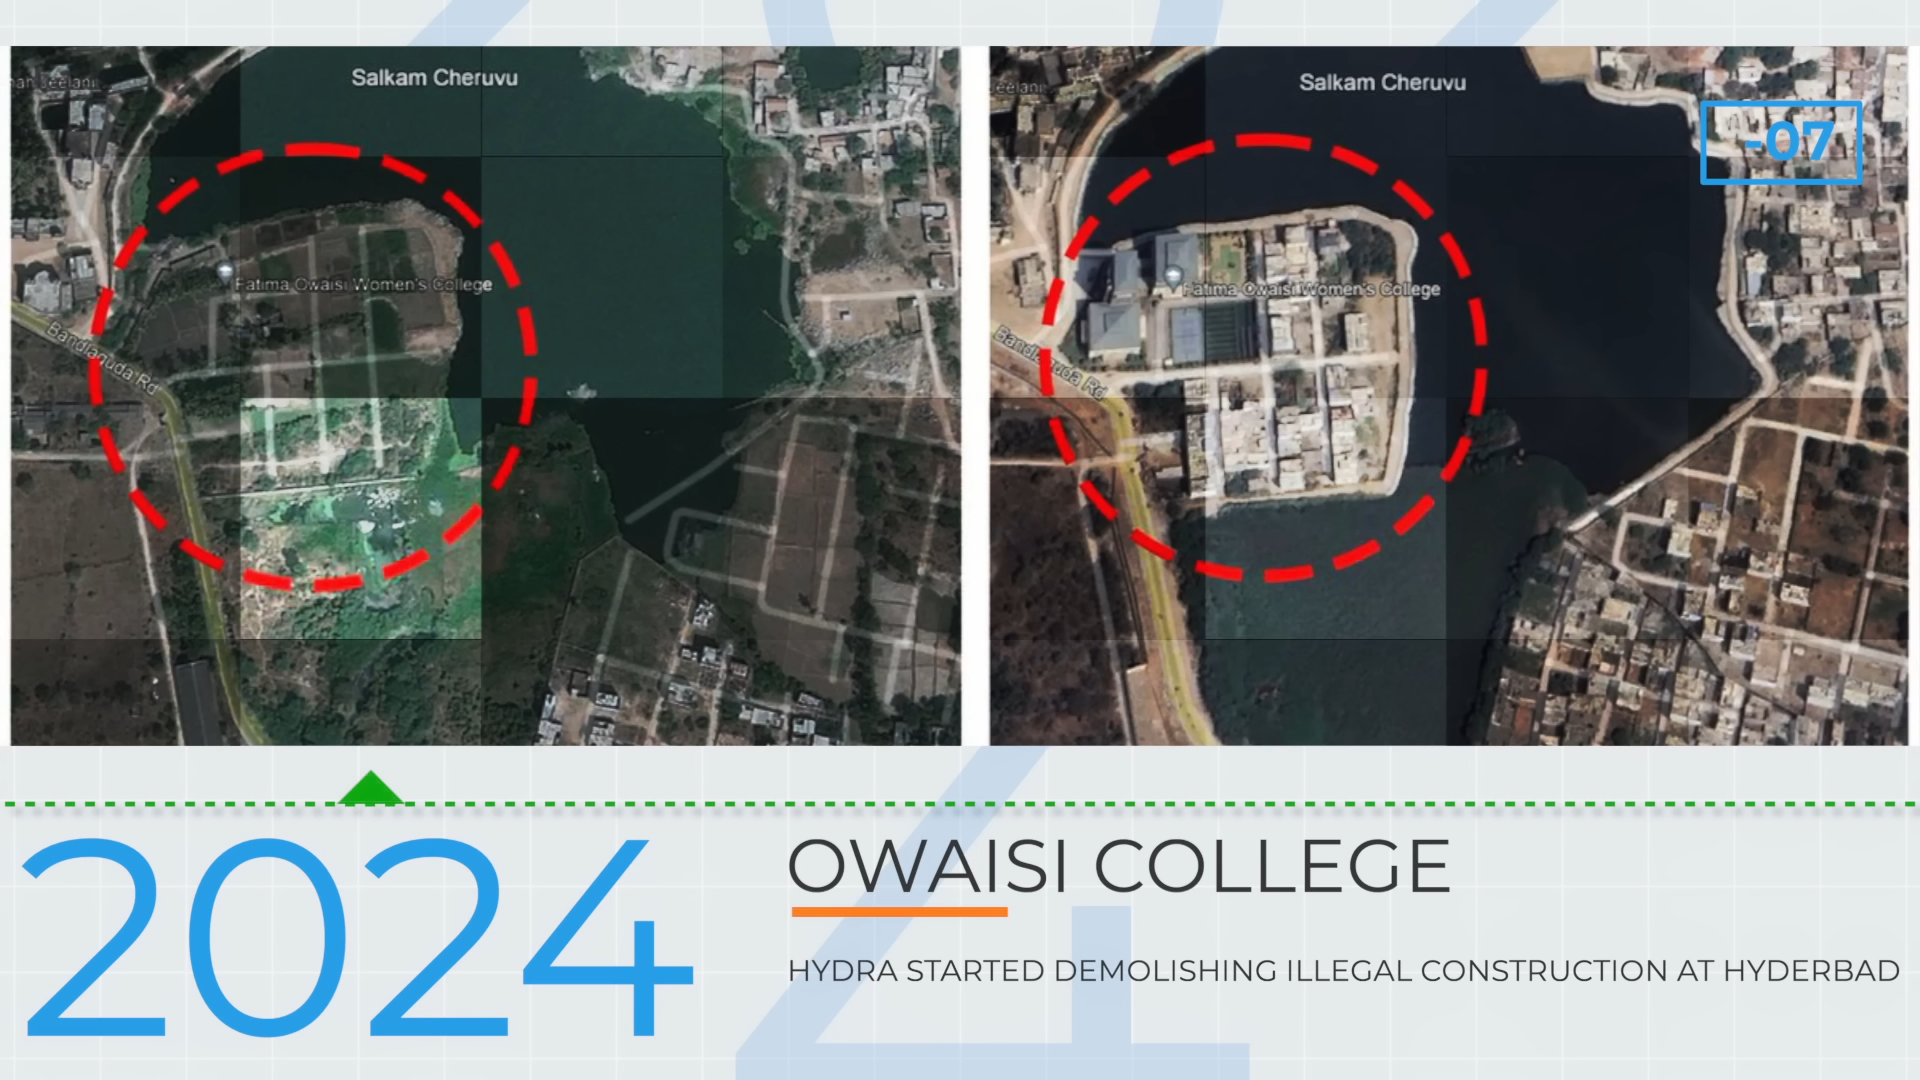 Salkam Cheruvu
Fatima Owaisi Women's College
Bandlaguda Rd
Salkam Cheruvu
-07
eelani
Fatima Owaisi Women's College
Bandlaguda Rd
2024
OWAISI COLLEGE
HYDRA STARTED DEMOLISHING ILLEGAL CONSTRUCTION AT HYDERBAD